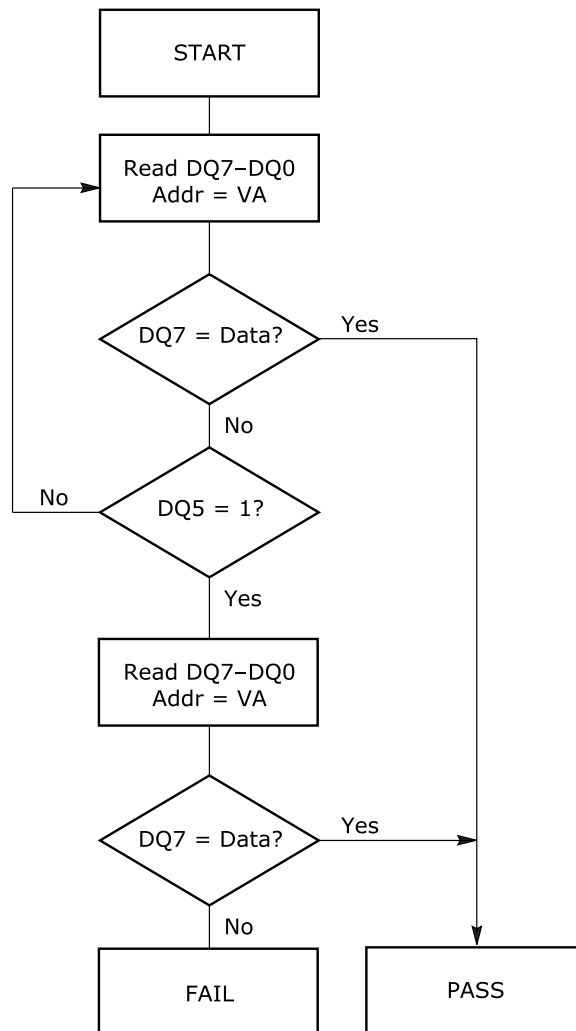 START
Read DQ7–DQ0
Addr = VA
DQ7 = Data?
Yes
No
No
DQ5 = 1?
Yes
Read DQ7–DQ0
Addr = VA
DQ7 = Data?
Yes
No
FAIL
PASS